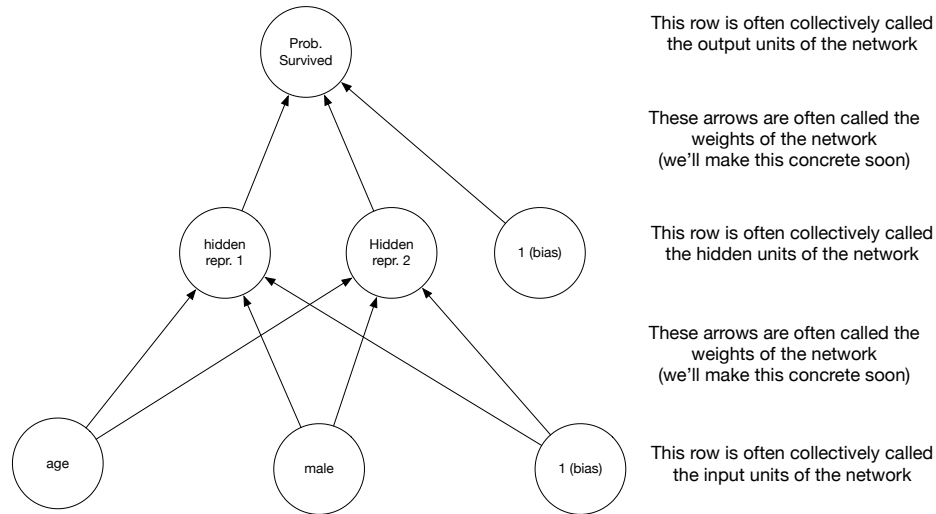 Prob.
Survived
This row is often collectively called
the output units of the network
These arrows are often called the
weights of the network
(we'll make this concrete soon)
hidden
repr. 1
Hidden
repr. 2
1 (bias)
This row is often collectively called
the hidden units of the network
These arrows are often called the
weights of the network
(we'll make this concrete soon)
age
male
1 (bias)
This row is often collectively called
the input units of the network